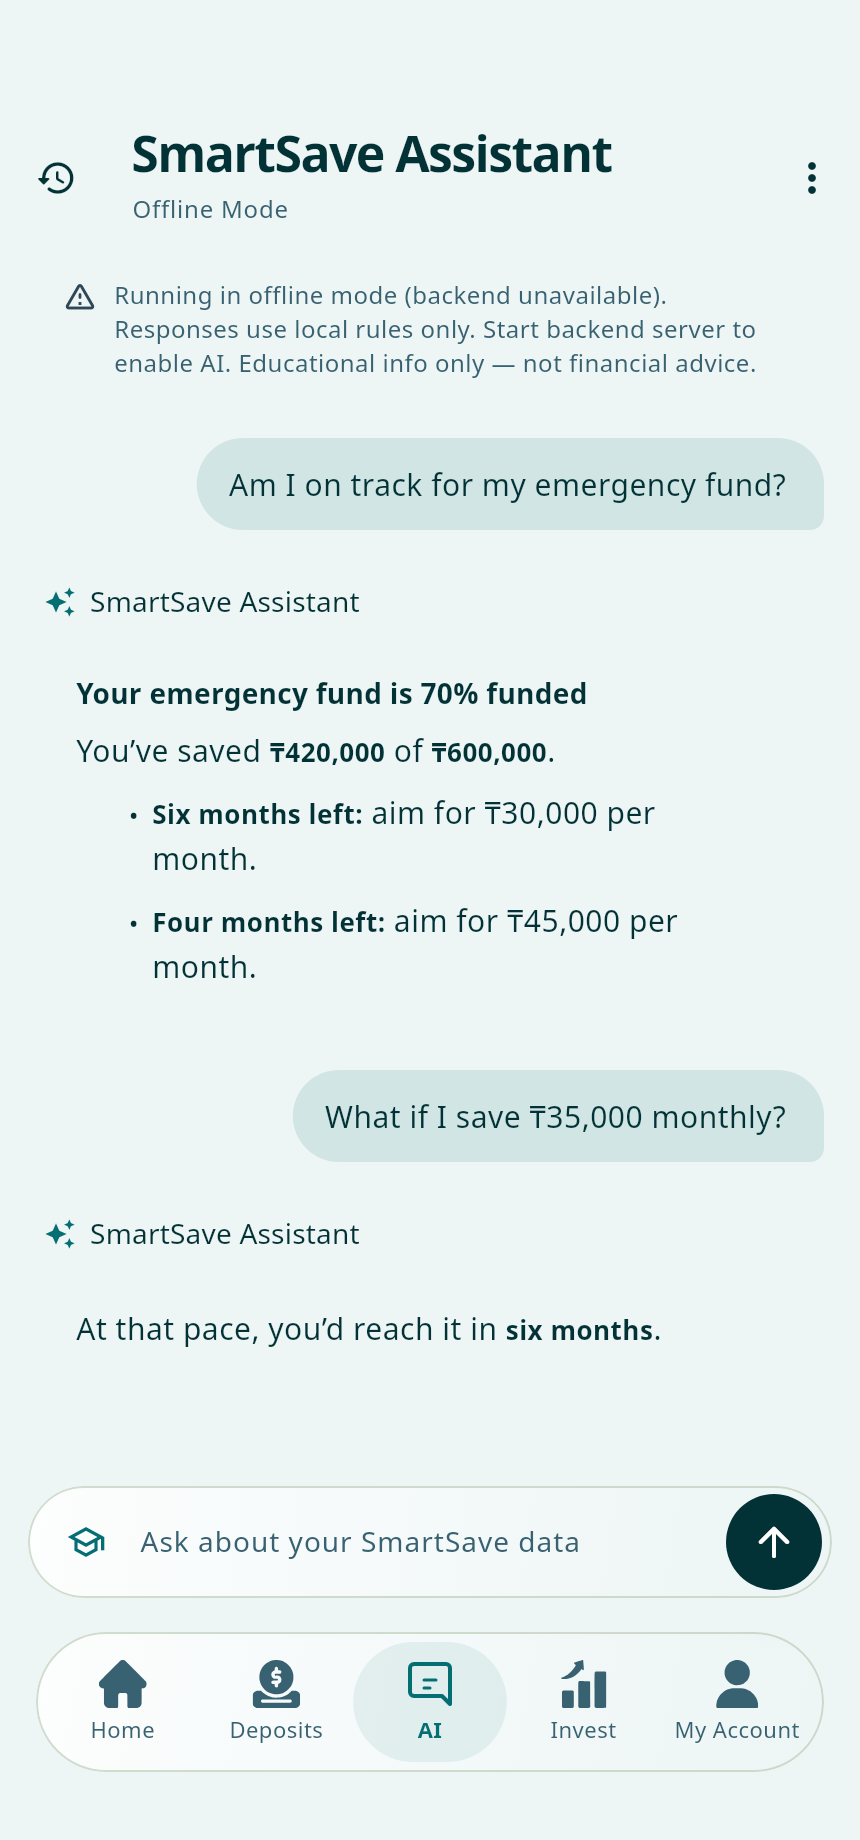 SmartSave Assistant
Offline Mode
Running in offline mode (backend unavailable).
Responses use local rules only. Start backend server to
enable AI. Educational info only — not financial advice.
Am I on track for my emergency fund?
SmartSave Assistant
Your emergency fund is 70% funded
You’ve saved ₸420,000 of ₸600,000.
• Six months left: aim for ₸30,000 per
month.
• Four months left: aim for ₸45,000 per
month.
What if I save ₸35,000 monthly?
SmartSave Assistant
At that pace, you’d reach it in six months.
Ask about your SmartSave data
Home
Deposits
AI
Invest
My Account